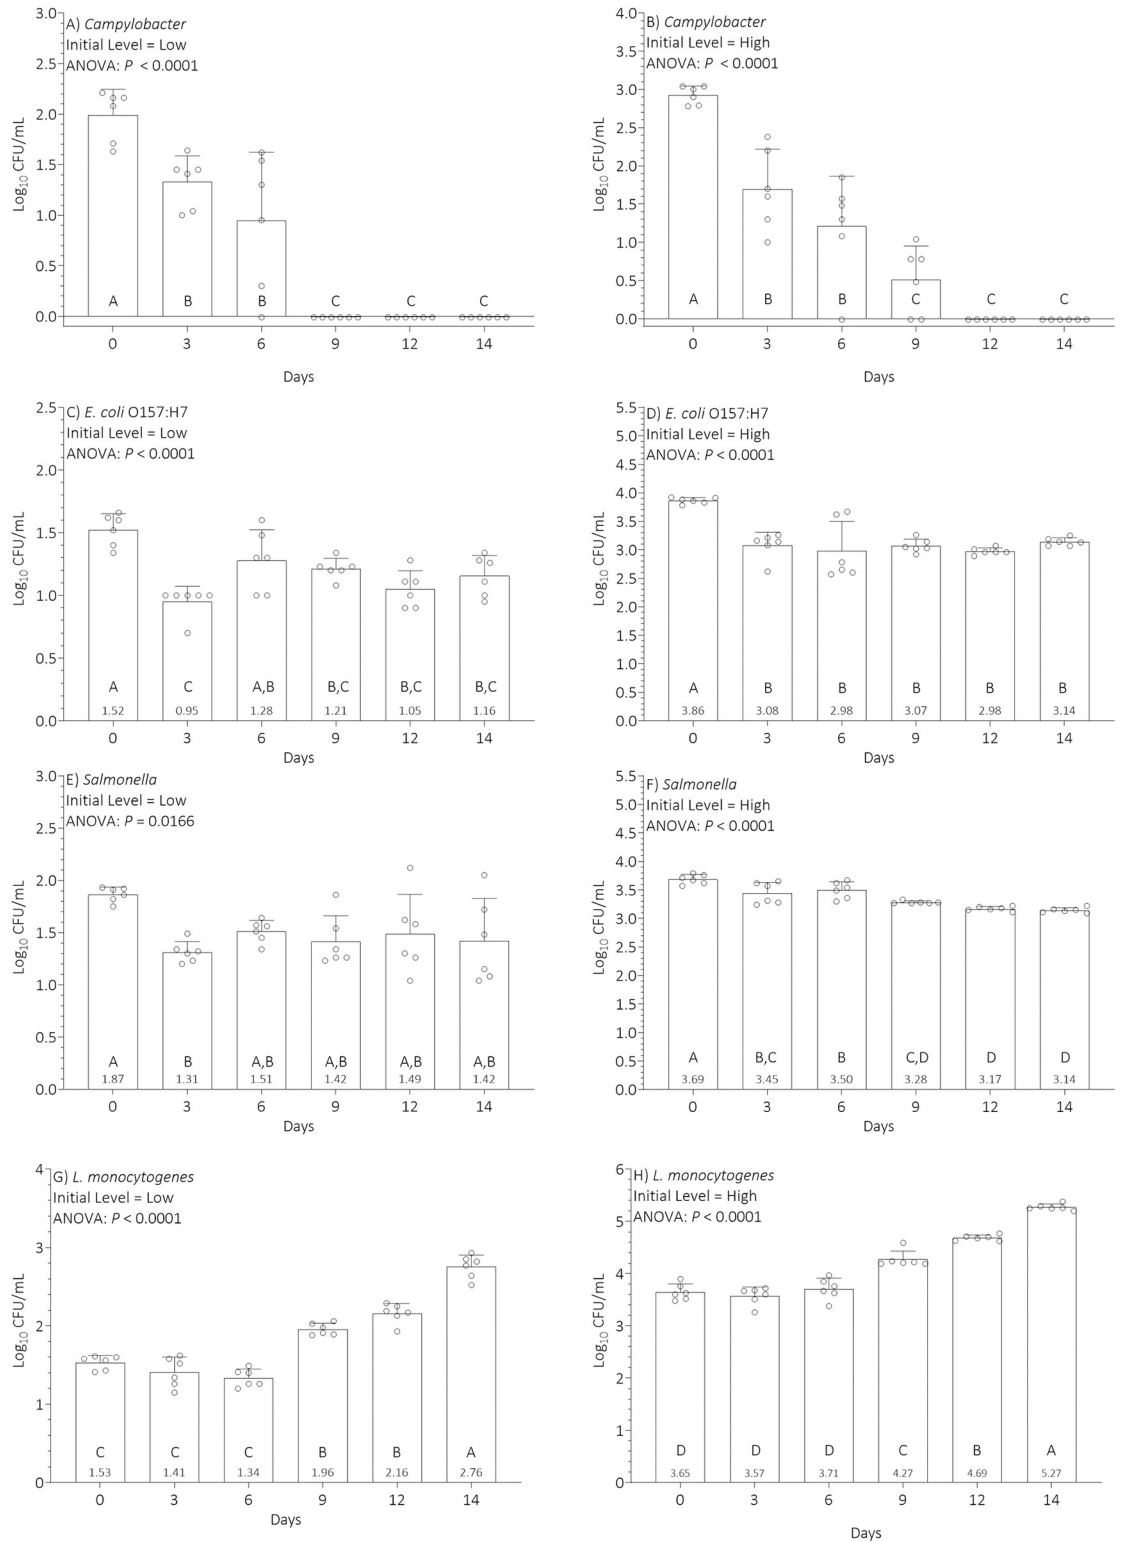 A) Campylobacter
Initial Level = Low
ANOVA: P < 0.0001
3.0
2.5
2.0
1.5
1.0
0.5
0.0
Log10 CFU/mL
A B B C C C
0 3 6 9 12 14
Days
B) Campylobacter
Initial Level = High
ANOVA: P < 0.0001
4.0
3.5
3.0
2.5
2.0
1.5
1.0
0.5
0.0
Log10 CFU/mL
A B B C C C
0 3 6 9 12 14
Days
C) E. coli O157:H7
Initial Level = Low
ANOVA: P < 0.0001
2.5
2.0
1.5
1.0
0.5
0.0
Log10 CFU/mL
A C A,B B,C B,C B,C
1.52 0.95 1.28 1.21 1.05 1.16
0 3 6 9 12 14
Days
D) E. coli O157:H7
Initial Level = High
ANOVA: P < 0.0001
5.5
5.0
4.5
4.0
3.5
3.0
2.5
2.0
1.5
1.0
0.5
0.0
Log10 CFU/mL
A B B B B B
3.86 3.08 2.98 3.07 2.98 3.14
0 3 6 9 12 14
Days
E) Salmonella
Initial Level = Low
ANOVA: P = 0.0166
3.0
2.5
2.0
1.5
1.0
0.5
0.0
Log10 CFU/mL
A B A,B A,B A,B A,B
1.87 1.31 1.51 1.42 1.49 1.42
0 3 6 9 12 14
Days
F) Salmonella
Initial Level = High
ANOVA: P < 0.0001
5.5
5.0
4.5
4.0
3.5
3.0
2.5
2.0
1.5
1.0
0.5
0.0
Log10 CFU/mL
A B,C B C,D D D
3.69 3.45 3.50 3.28 3.17 3.14
0 3 6 9 12 14
Days
G) L. monocytogenes
Initial Level = Low
ANOVA: P < 0.0001
4
3
2
1
0
Log10 CFU/mL
C C C B B A
1.53 1.41 1.34 1.96 2.16 2.76
0 3 6 9 12 14
Days
H) L. monocytogenes
Initial Level = High
ANOVA: P < 0.0001
6
5
4
3
2
1
0
Log10 CFU/mL
D D D C B A
3.65 3.57 3.71 4.27 4.69 5.27
0 3 6 9 12 14
Days